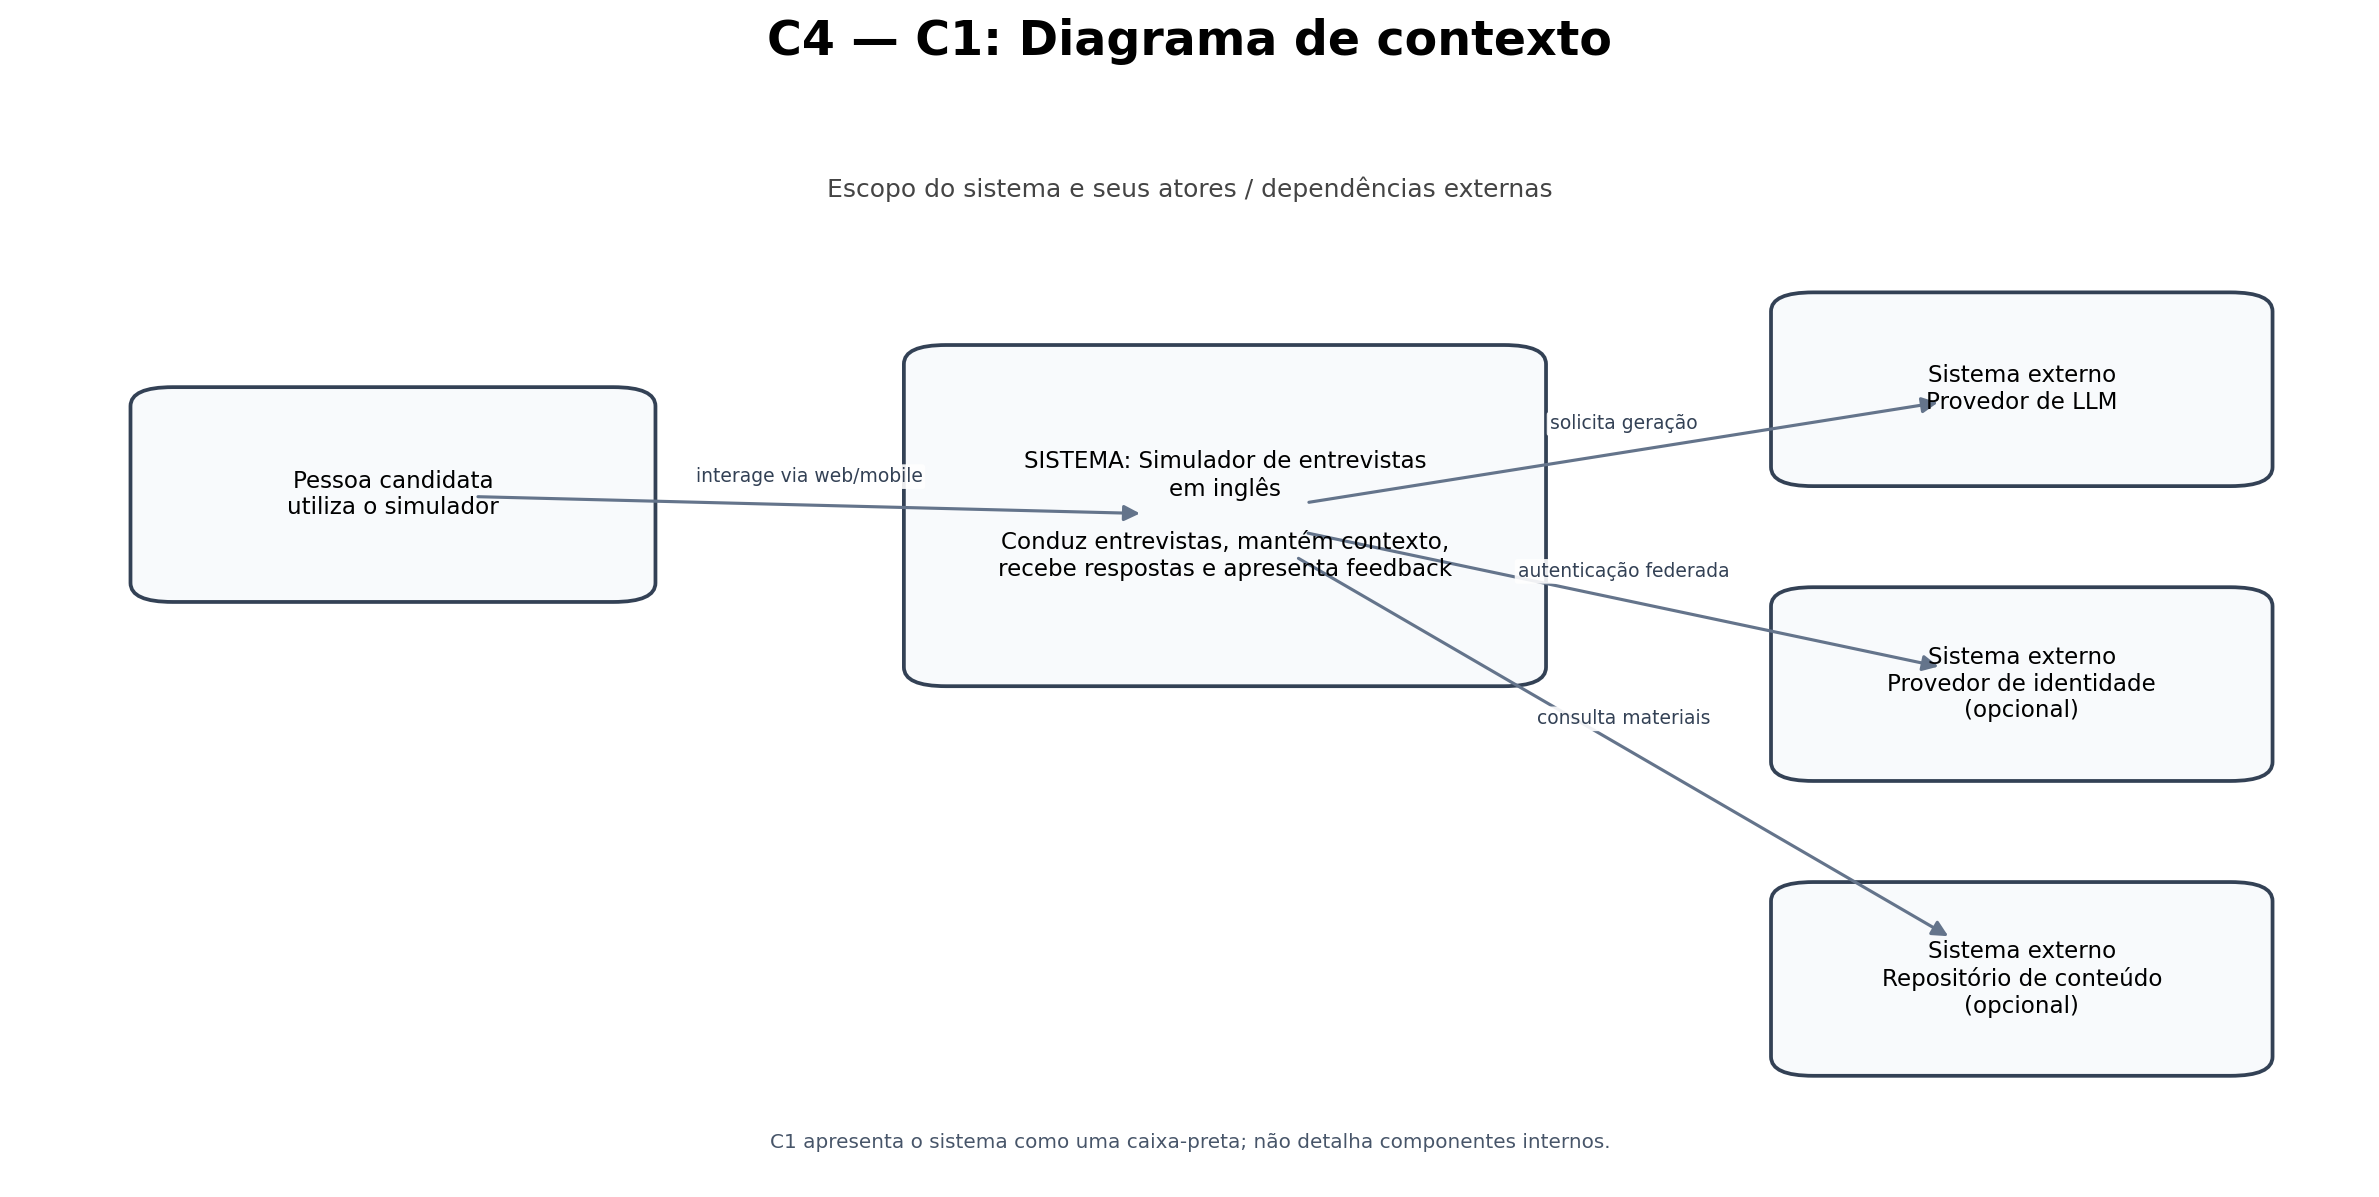 C4 — C1: Diagrama de contexto
Escopo do sistema e seus atores / dependências externas
Pessoa candidata
utiliza o simulador
interage via web/mobile
SISTEMA: Simulador de entrevistas
em inglês
Conduz entrevistas, mantém contexto,
recebe respostas e apresenta feedback
solicita geração
autenticação federada
consulta materiais
Sistema externo
Provedor de LLM
Sistema externo
Provedor de identidade
(opcional)
Sistema externo
Repositório de conteúdo
(opcional)
C1 apresenta o sistema como uma caixa-preta; não detalha componentes internos.